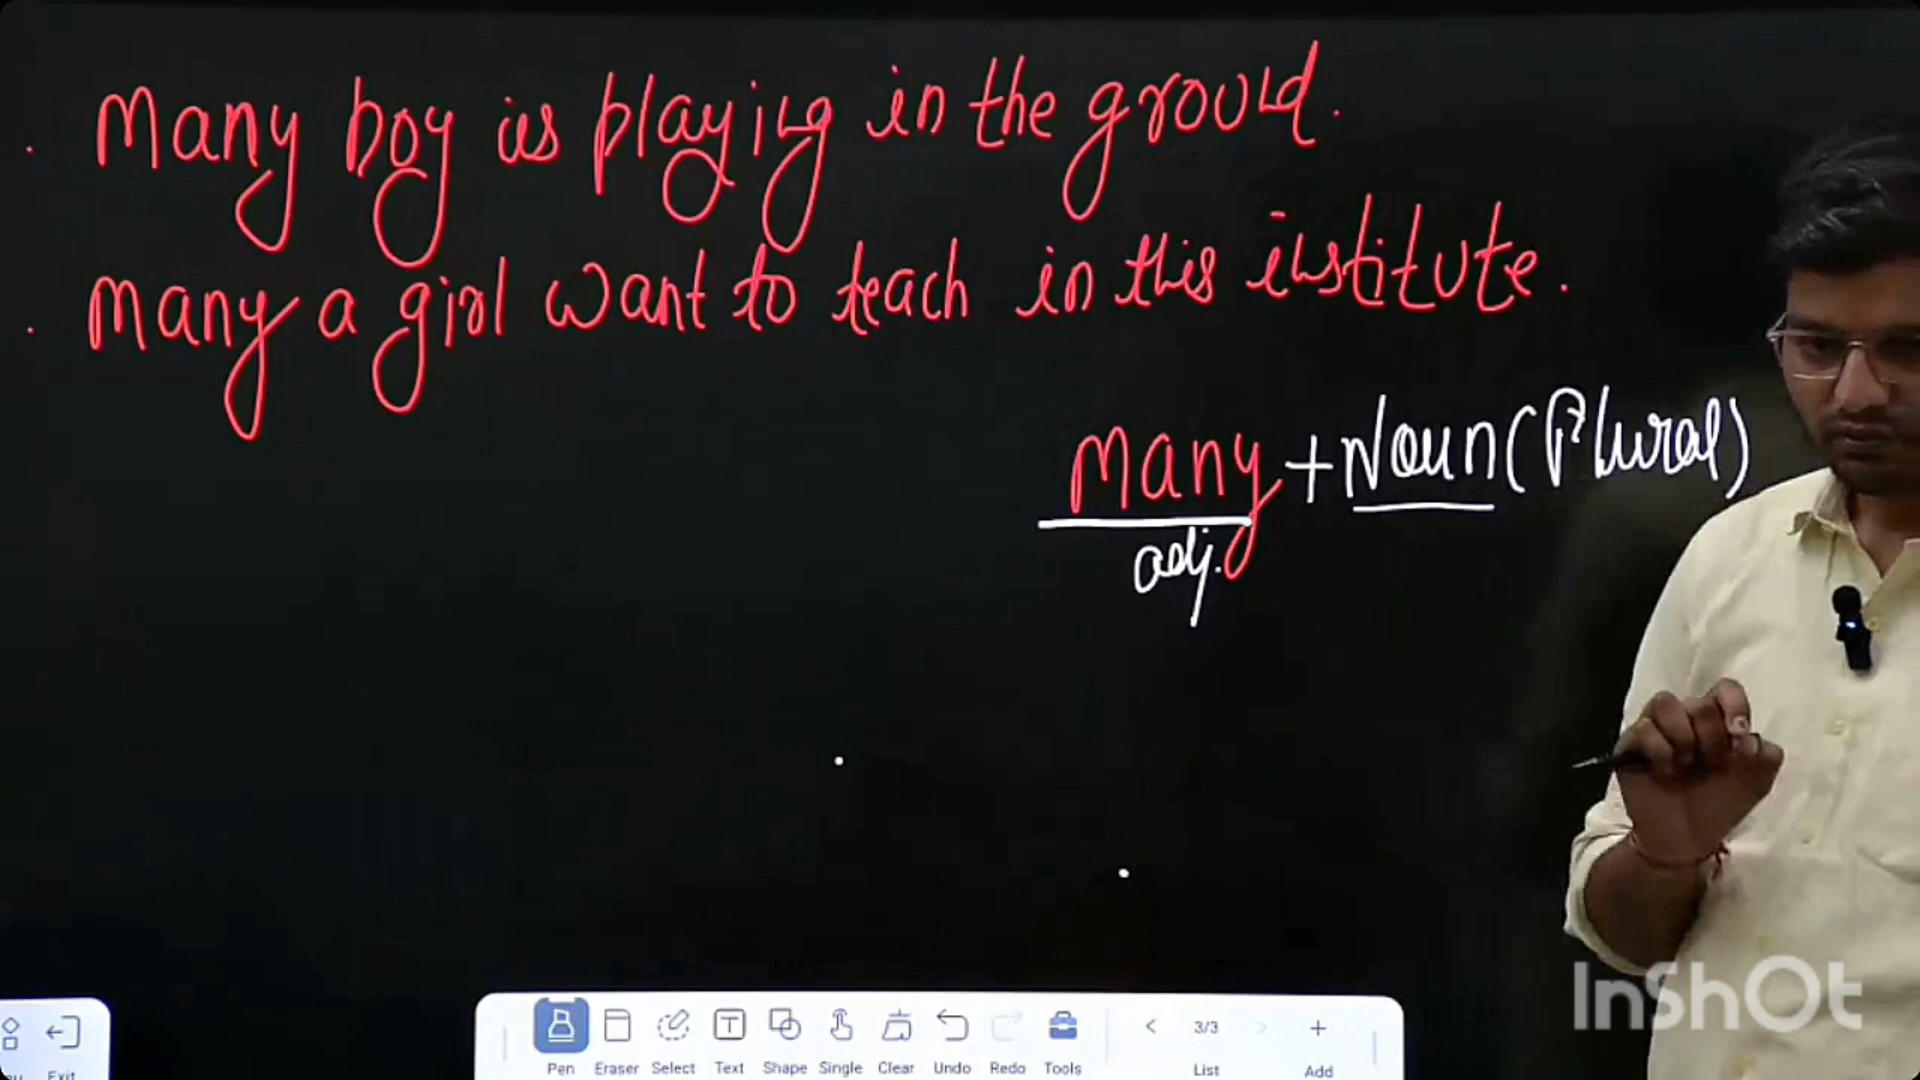 . Many boy is playing in the ground.
. Many a girl want to teach in this institute.
Many + Noun (Plural)
adj.
InShOt
Exit
Pen Eraser Select Text Shape Single Clear Undo Redo Tools
< 3/3 > +
List Add